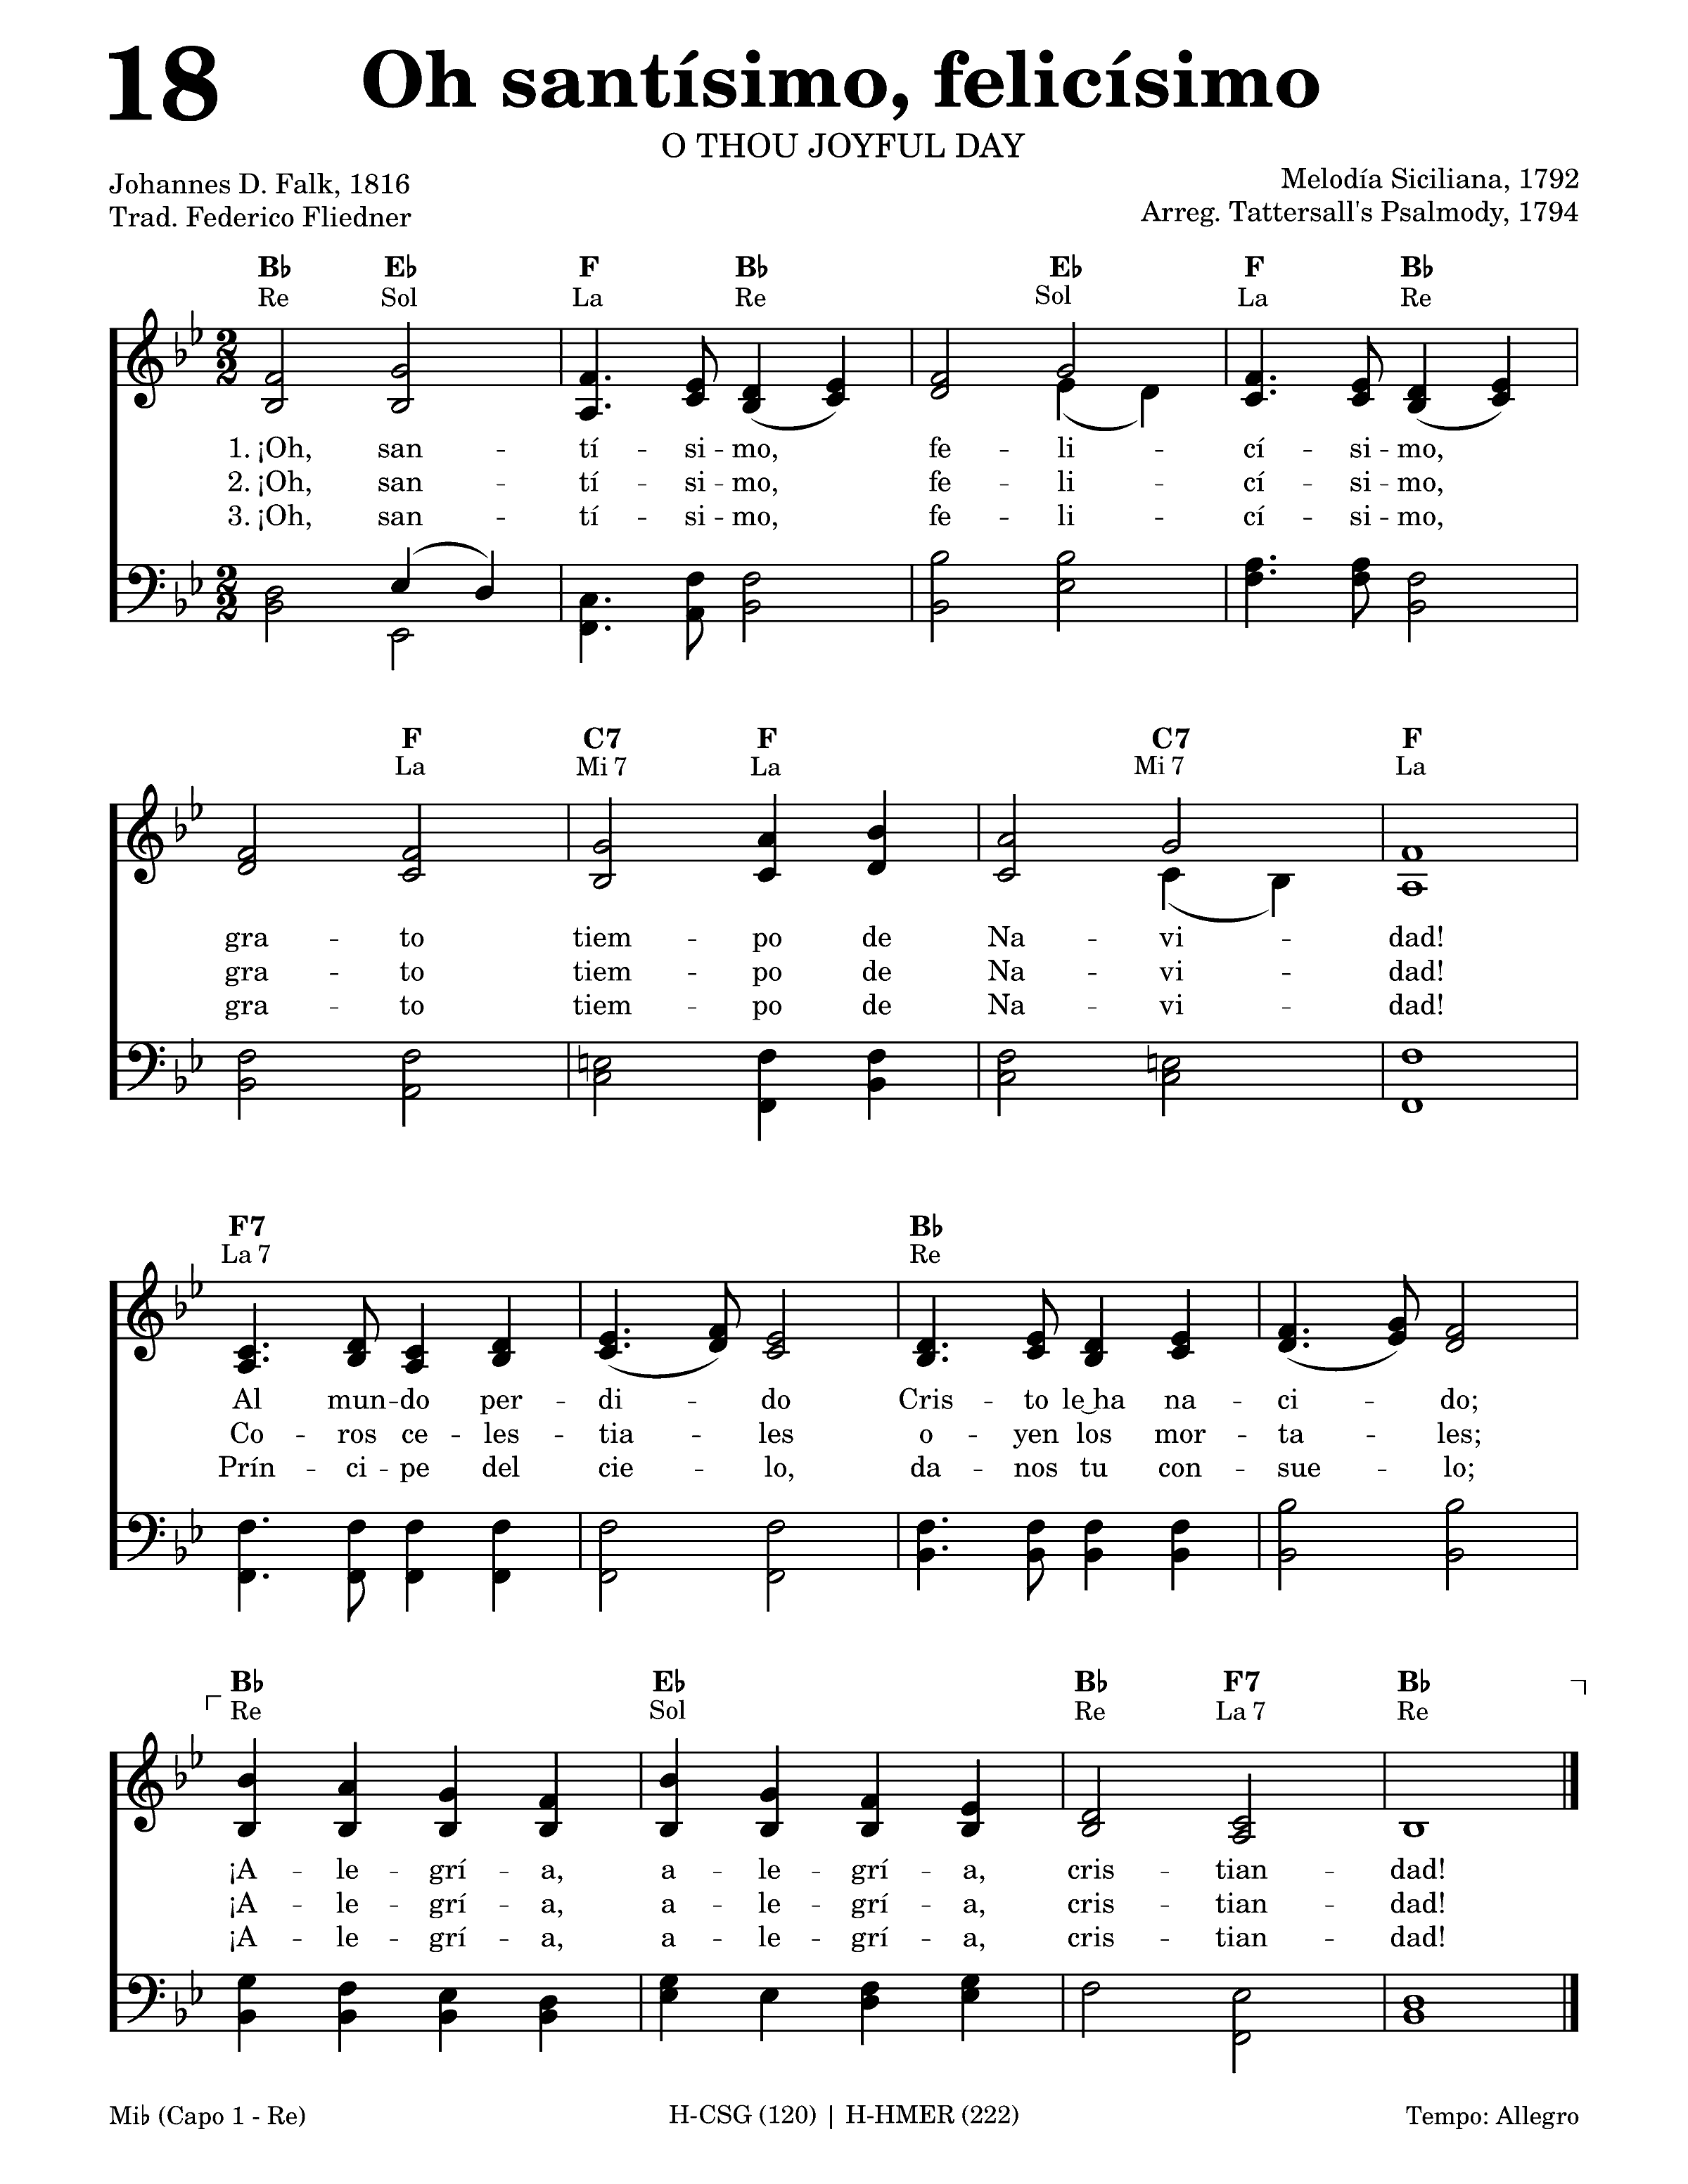 18 Oh santísimo, felicísimo
O THOU JOYFUL DAY
Johannes D. Falk, 1816
Trad. Federico Fliedner
Melodía Siciliana, 1792
Arreg. Tattersall's Psalmody, 1794
B♭ E♭ F B♭ E♭ F B♭
Re Sol La Re Sol La Re
1. ¡Oh, san - tí - si - mo, fe - li - cí - si - mo,
2. ¡Oh, san - tí - si - mo, fe - li - cí - si - mo,
3. ¡Oh, san - tí - si - mo, fe - li - cí - si - mo,
F C7 F C7 F
La Mi 7 La Mi 7 La
gra - to tiem - po de Na - vi - dad!
gra - to tiem - po de Na - vi - dad!
gra - to tiem - po de Na - vi - dad!
F7 B♭
La 7 Re
Al mun - do per - di - do Cris - to le‿ha na - ci - do;
Co - ros ce - les - tia - les o - yen los mor - ta - les;
Prín - ci - pe del cie - lo, da - nos tu con - sue - lo;
B♭ E♭ B♭ F7 B♭
Re Sol Re La 7 Re
¡A - le - grí - a, a - le - grí - a, cris - tian - dad!
¡A - le - grí - a, a - le - grí - a, cris - tian - dad!
¡A - le - grí - a, a - le - grí - a, cris - tian - dad!
Mi♭ (Capo 1 - Re) H-CSG (120) | H-HMER (222) Tempo: Allegro